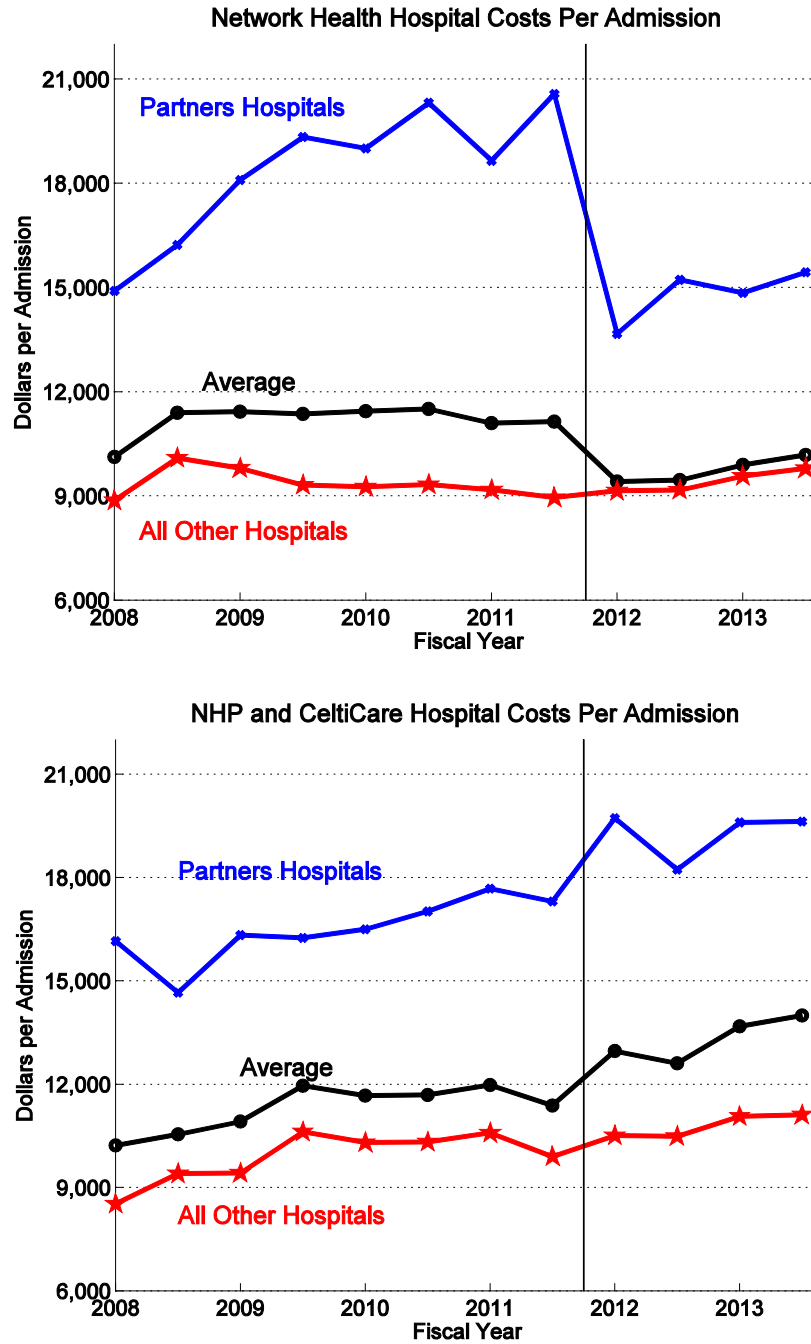 Network Health Hospital Costs Per Admission
21,000
Partners Hospitals
18,000
15,000
Dollars per Admission
12,000
Average
9,000
All Other Hospitals
6,000
2008 2009 2010 2011 2012 2013
Fiscal Year
NHP and CeltiCare Hospital Costs Per Admission
21,000
18,000
Partners Hospitals
15,000
Dollars per Admission
12,000
Average
9,000
All Other Hospitals
6,000
2008 2009 2010 2011 2012 2013
Fiscal Year